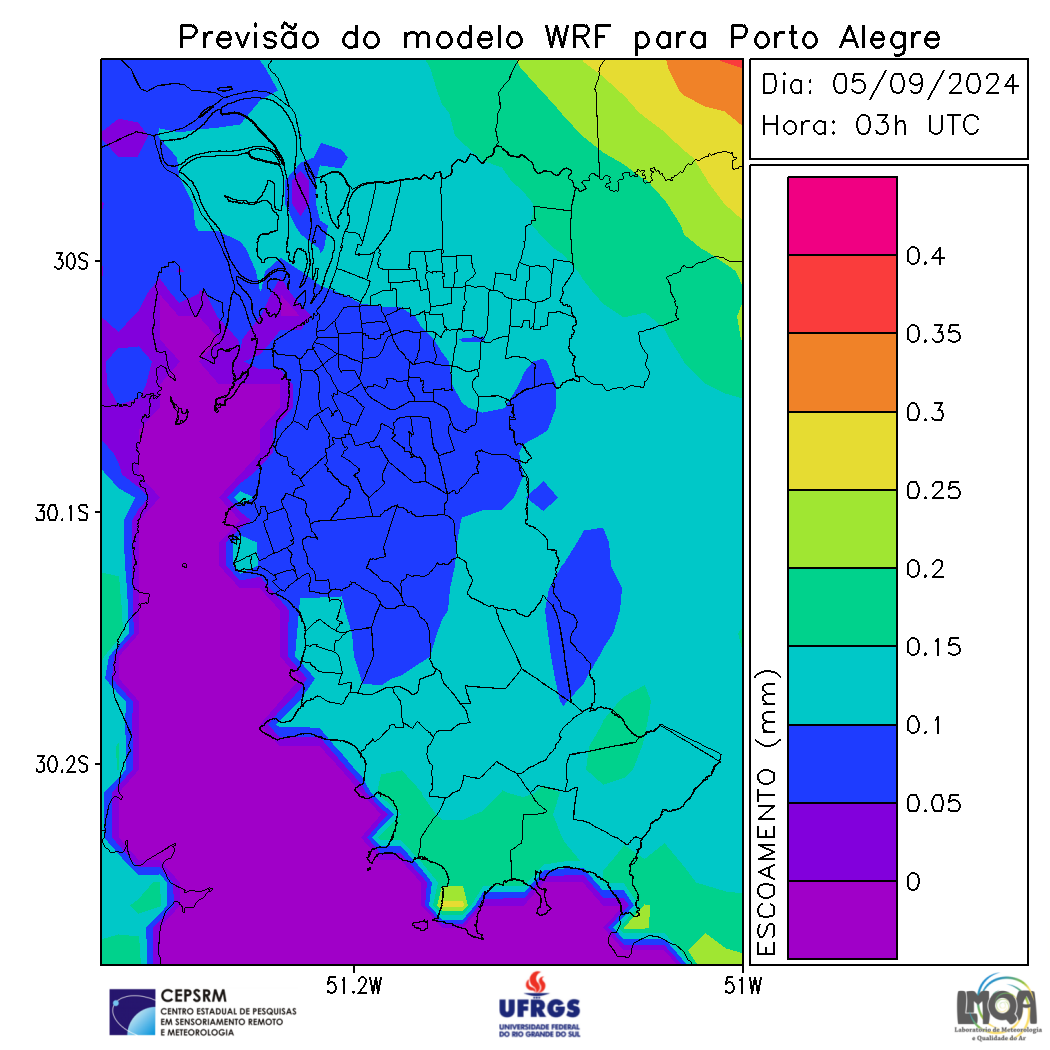 Previsão do modelo WRF para Porto Alegre
Dia: 05/09/2024
Hora: 03h UTC
30S
30.1S
30.2S
51.2W
51W
ESCOAMENTO (mm)
0.4
0.35
0.3
0.25
0.2
0.15
0.1
0.05
0
CEPSRM
CENTRO ESTADUAL DE PESQUISAS
EM SENSORIAMENTO REMOTO
E METEOROLOGIA
UFRGS
UNIVERSIDADE FEDERAL
DO RIO GRANDE DO SUL
LMQA
Laboratório de Meteorologia
e Qualidade do Ar